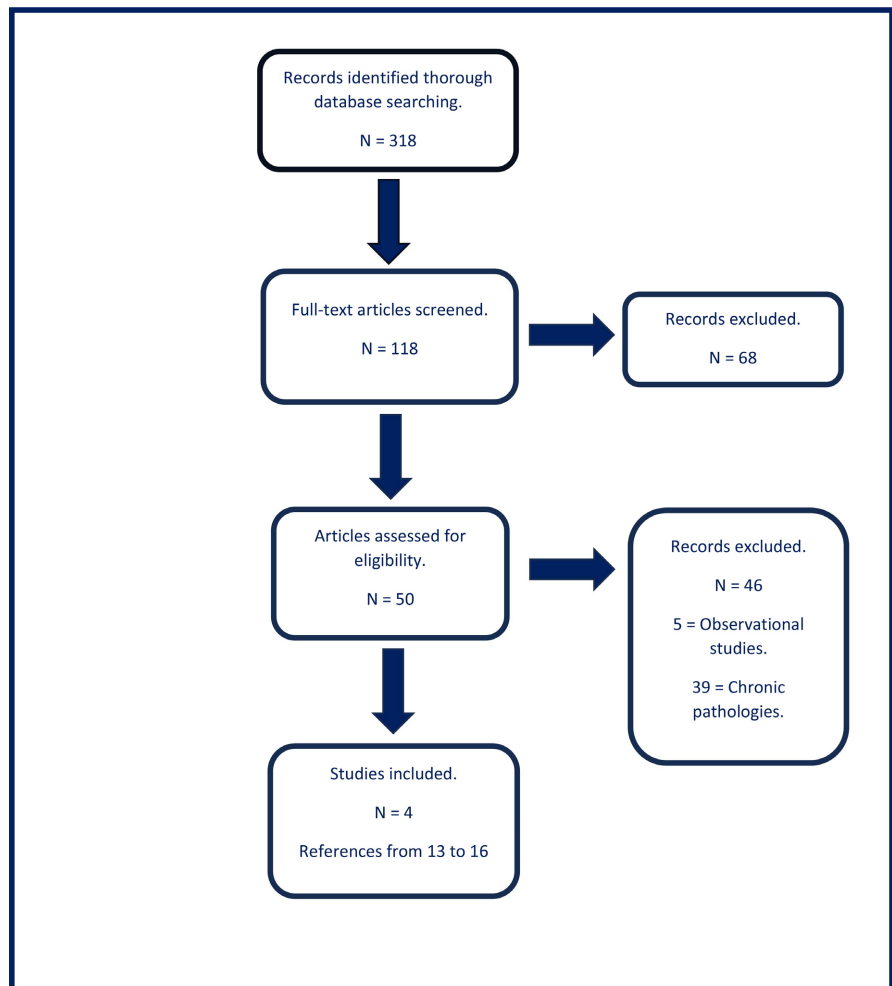 Records identified thorough
database searching.
N = 318
Full-text articles screened.
N = 118
Records excluded.
N = 68
Articles assessed for
eligibility.
N = 50
Records excluded.
N = 46
5 = Observational
studies.
39 = Chronic
pathologies.
Studies included.
N = 4
References from 13 to 16